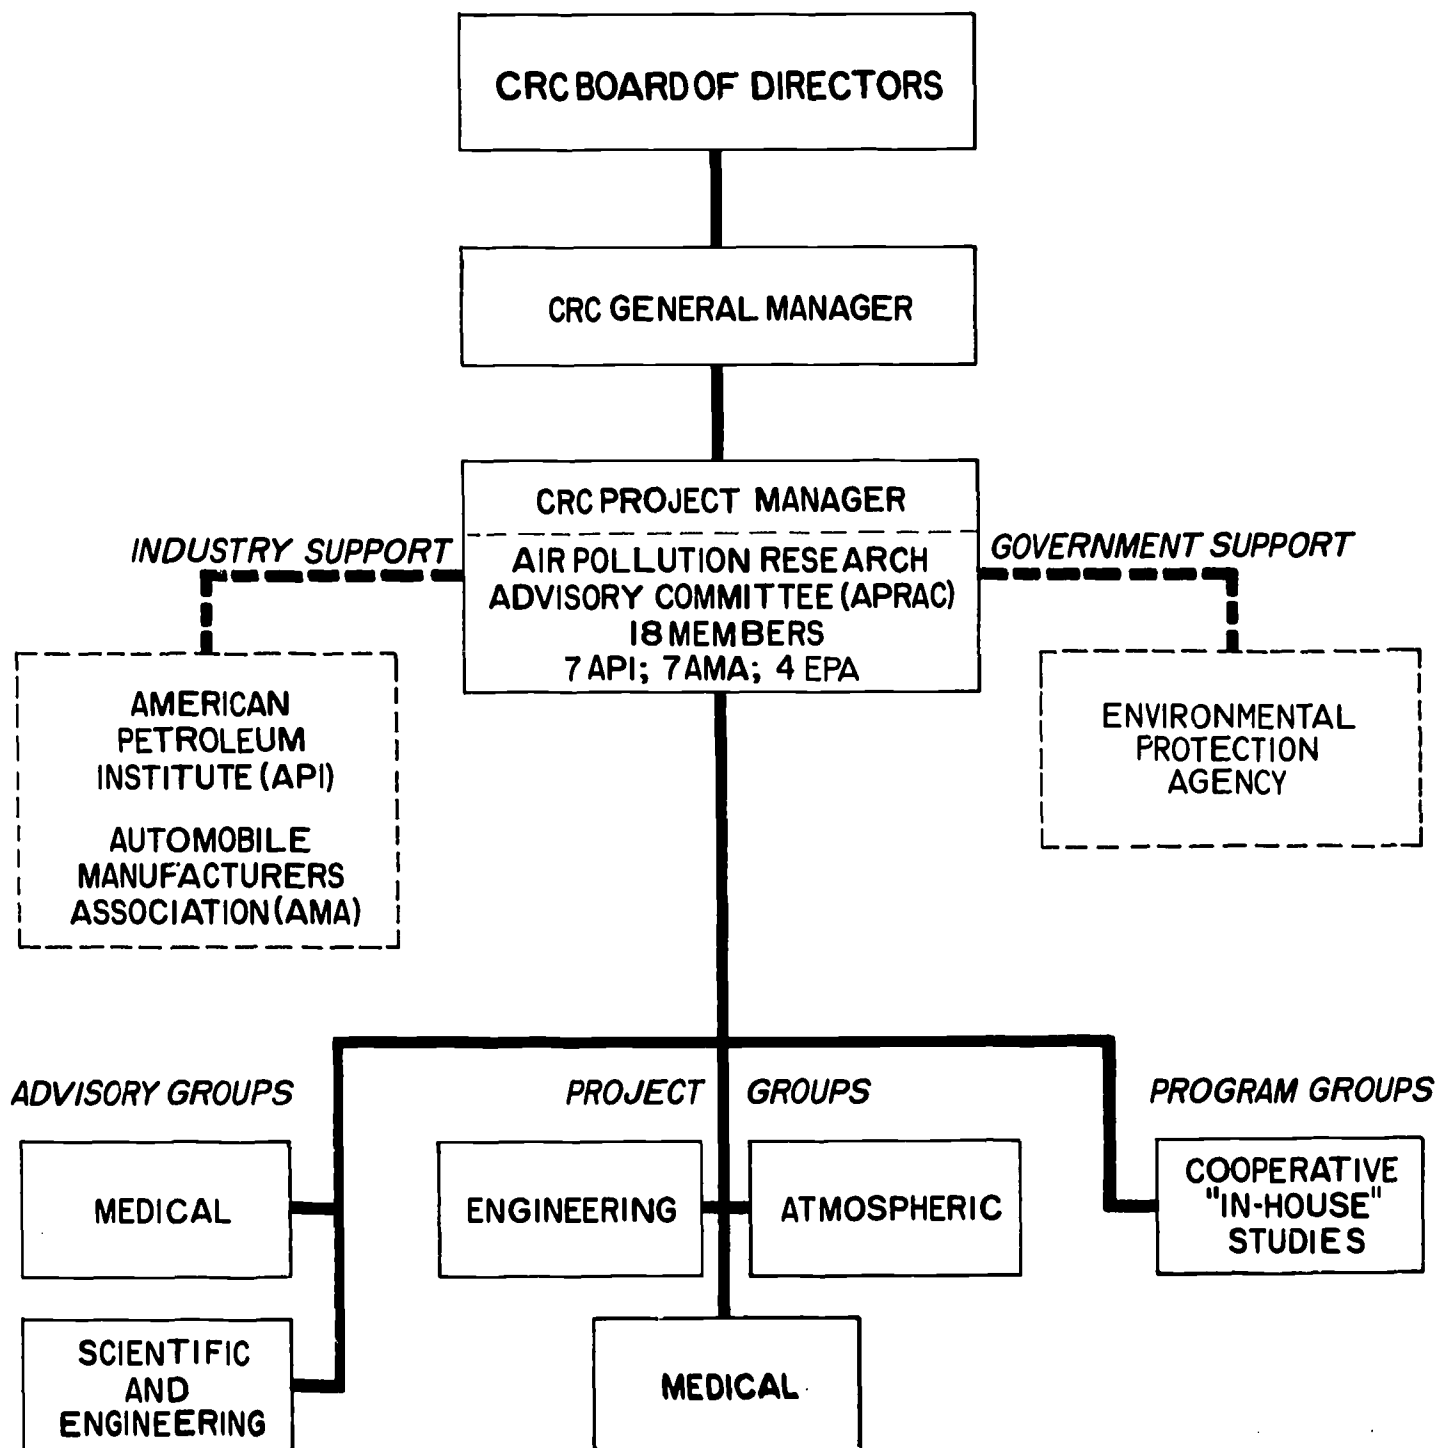 CRC BOARD OF DIRECTORS
CRC GENERAL MANAGER
CRC PROJECT MANAGER
AIR POLLUTION RESEARCH
ADVISORY COMMITTEE (APRAC)
18 MEMBERS
7 API; 7 AMA; 4 EPA
INDUSTRY SUPPORT
GOVERNMENT SUPPORT
AMERICAN
PETROLEUM
INSTITUTE (API)
AUTOMOBILE
MANUFACTURERS
ASSOCIATION (AMA)
ENVIRONMENTAL
PROTECTION
AGENCY
ADVISORY GROUPS
PROJECT GROUPS
PROGRAM GROUPS
MEDICAL
ENGINEERING
ATMOSPHERIC
COOPERATIVE
"IN-HOUSE"
STUDIES
SCIENTIFIC
AND
ENGINEERING
MEDICAL